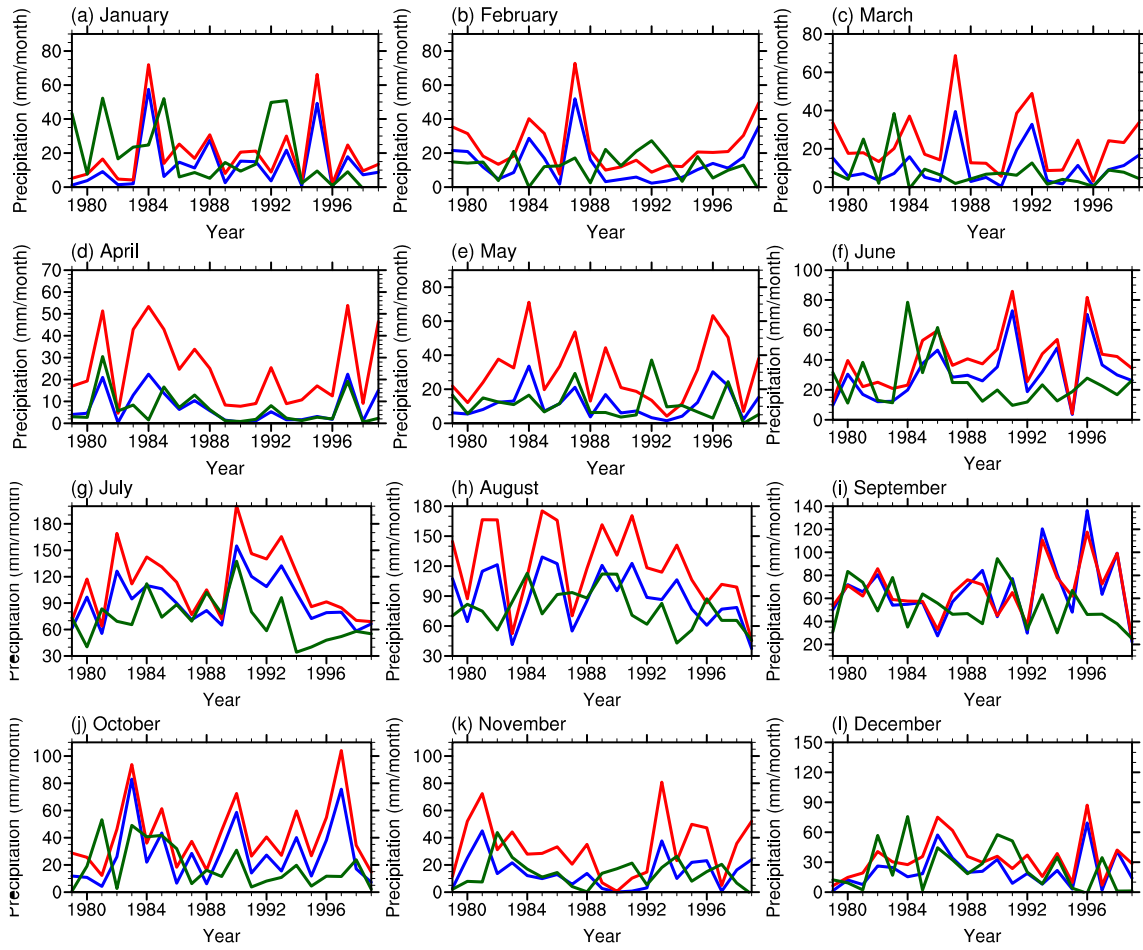 (a) January
(b) February
(c) March
Precipitation (mm/month)
80
60
40
20
0
1980 1984 1988 1992 1996
Year
Precipitation (mm/month)
80
60
40
20
0
1980 1984 1988 1992 1996
Year
Precipitation (mm/month)
80
60
40
20
0
1980 1984 1988 1992 1996
Year
(d) April
(e) May
(f) June
Precipitation (mm/month)
70
60
50
40
30
20
10
0
1980 1984 1988 1992 1996
Year
Precipitation (mm/month)
80
60
40
20
0
1980 1984 1988 1992 1996
Year
Precipitation (mm/month)
100
80
60
40
20
0
1980 1984 1988 1992 1996
Year
(g) July
(h) August
(i) September
Precipitation (mm/month)
180
150
120
90
60
30
1980 1984 1988 1992 1996
Year
Precipitation (mm/month)
180
150
120
90
60
30
1980 1984 1988 1992 1996
Year
Precipitation (mm/month)
140
120
100
80
60
40
20
1980 1984 1988 1992 1996
Year
(j) October
(k) November
(l) December
Precipitation (mm/month)
100
80
60
40
20
0
1980 1984 1988 1992 1996
Year
Precipitation (mm/month)
100
80
60
40
20
0
1980 1984 1988 1992 1996
Year
Precipitation (mm/month)
150
120
90
60
30
0
1980 1984 1988 1992 1996
Year